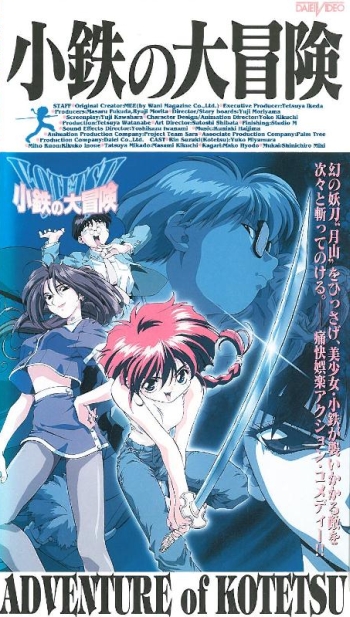 DAIEI VIDEO
小鉄の大冒険
STAFF*Original Creator:MEE(by Wani Magazine Co.,Ltd.)*Executive Producer:Tetsuya Ikeda
*Producers:Masaru Fukuda,Ryuji Morita*Director/Story boards:Yuji Moriyama
*Screenplay:Yuji Kawahara *Character Design/Animation Director:Yoko Kikuchi
*Production:Tetsuya Watanabe *Art Director:Satoshi Shibata *Finishing:Studio M
*Sound Effects Director:Yoshikazu Iwanami *Music:Kaniaki Haijima
*Animation Production Company:Project Team Saru *Associate Production Company:Palm Tree
*Production Company:Daiei Co.,Ltd. *CAST*Rie Suzuki(Kotetsu):Yuko Miyamura
KOTETSU
小鉄の大冒険
幻の妖刀“月山”をひっさげ、美少女・小鉄が襲いかかる敵を
次々と斬ってのける。――痛快娯楽アクション・コメディー!!
ADVENTURE of KOTETSU